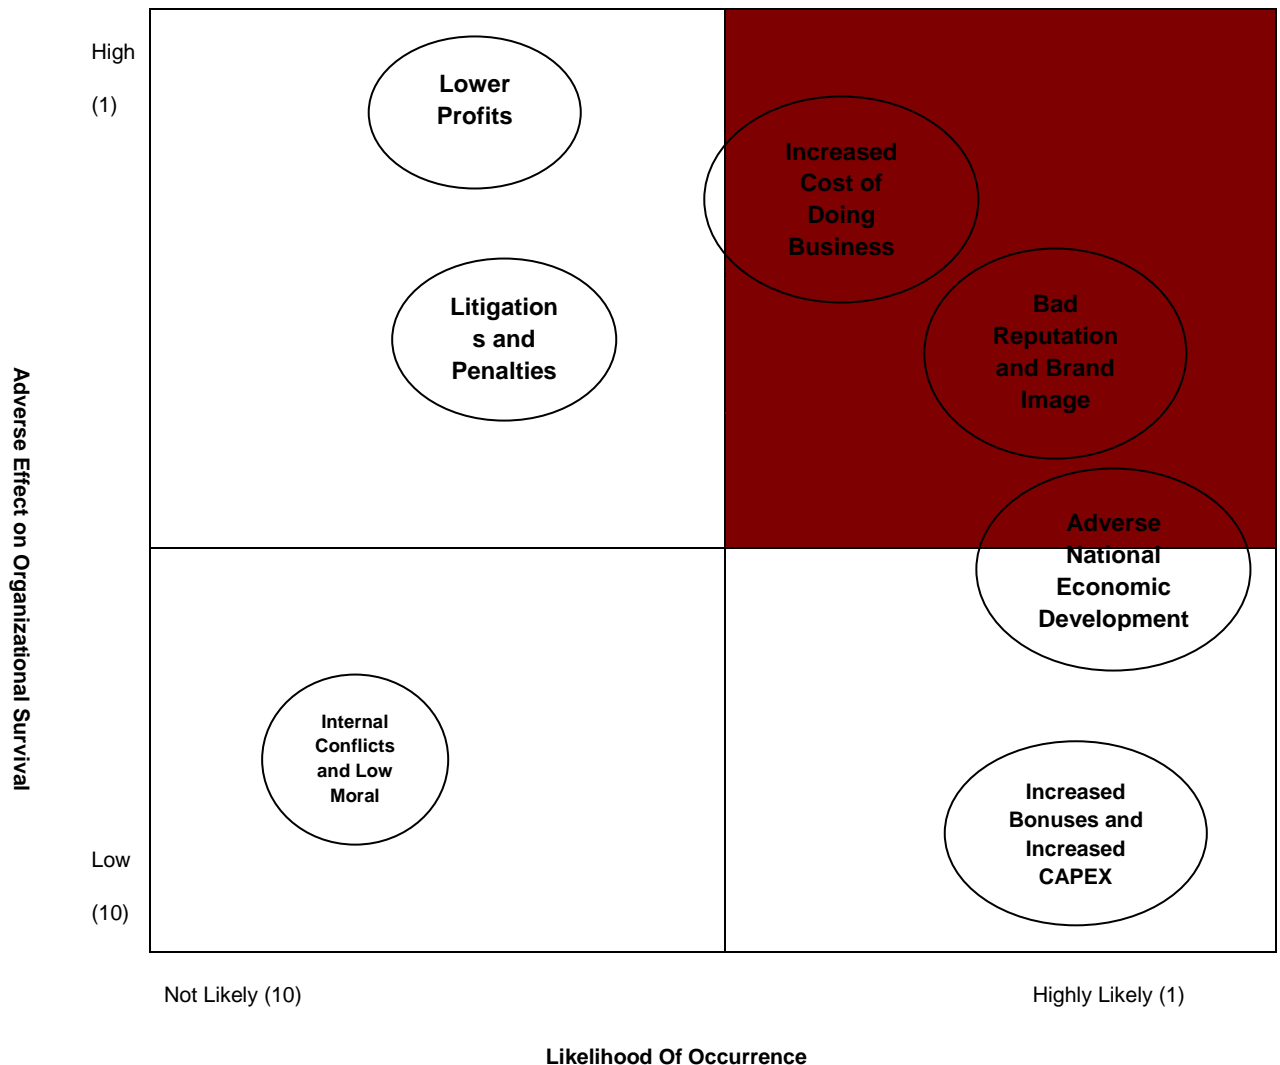 High
(1)
Lower
Profits
Increased
Cost of
Doing
Business
Litigation
s and
Penalties
Bad
Reputation
and Brand
Image
Adverse Effect on Organizational Survival
Adverse
National
Economic
Development
Internal
Conflicts
and Low
Moral
Increased
Bonuses and
Increased
CAPEX
Low
(10)
Not Likely (10)
Highly Likely (1)
Likelihood Of Occurrence